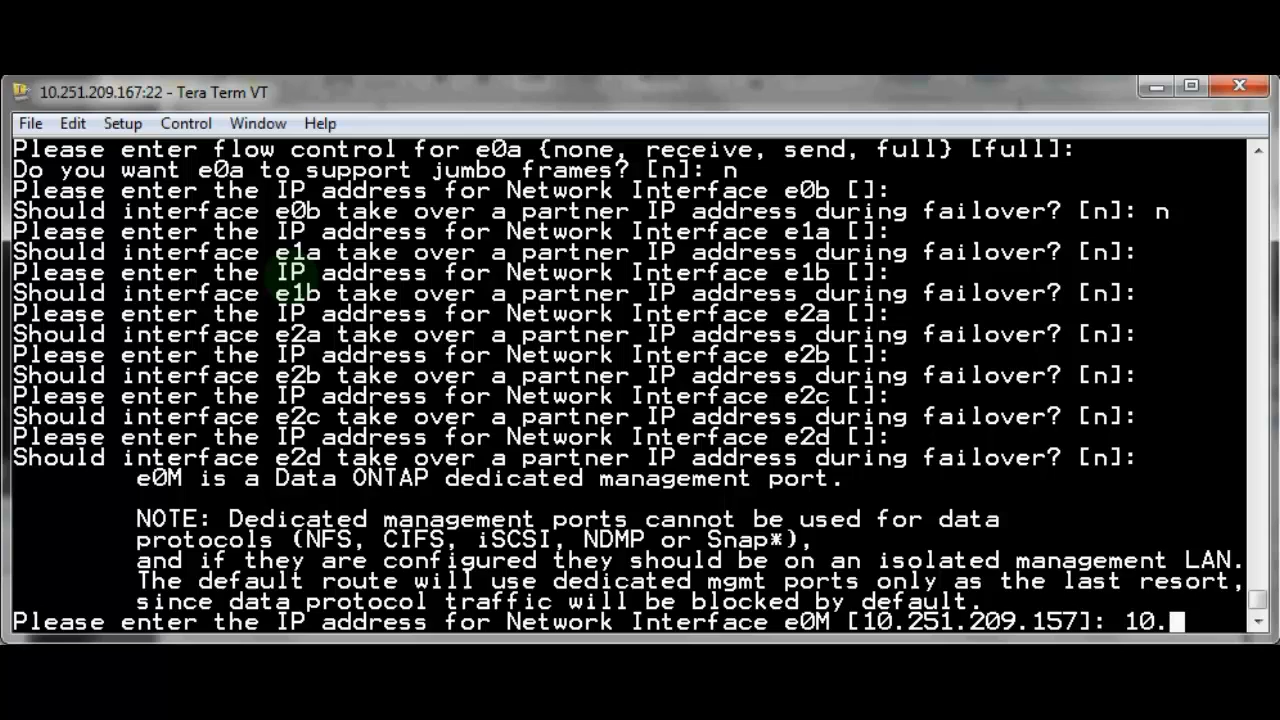 10.251.209.167:22 - Tera Term VT
File Edit Setup Control Window Help
Please enter flow control for e0a {none, receive, send, full} [full]:
Do you want e0a to support jumbo frames? [n]: n
Please enter the IP address for Network Interface e0b []:
Should interface e0b take over a partner IP address during failover? [n]: n
Please enter the IP address for Network Interface e1a []:
Should interface e1a take over a partner IP address during failover? [n]:
Please enter the IP address for Network Interface e1b []:
Should interface e1b take over a partner IP address during failover? [n]:
Please enter the IP address for Network Interface e2a []:
Should interface e2a take over a partner IP address during failover? [n]:
Please enter the IP address for Network Interface e2b []:
Should interface e2b take over a partner IP address during failover? [n]:
Please enter the IP address for Network Interface e2c []:
Should interface e2c take over a partner IP address during failover? [n]:
Please enter the IP address for Network Interface e2d []:
Should interface e2d take over a partner IP address during failover? [n]:
e0M is a Data ONTAP dedicated management port.
NOTE: Dedicated management ports cannot be used for data
protocols (NFS, CIFS, iSCSI, NDMP or Snap*),
and if they are configured they should be on an isolated management LAN.
The default route will use dedicated mgmt ports only as the last resort,
since data protocol traffic will be blocked by default.
Please enter the IP address for Network Interface e0M [10.251.209.157]: 10.